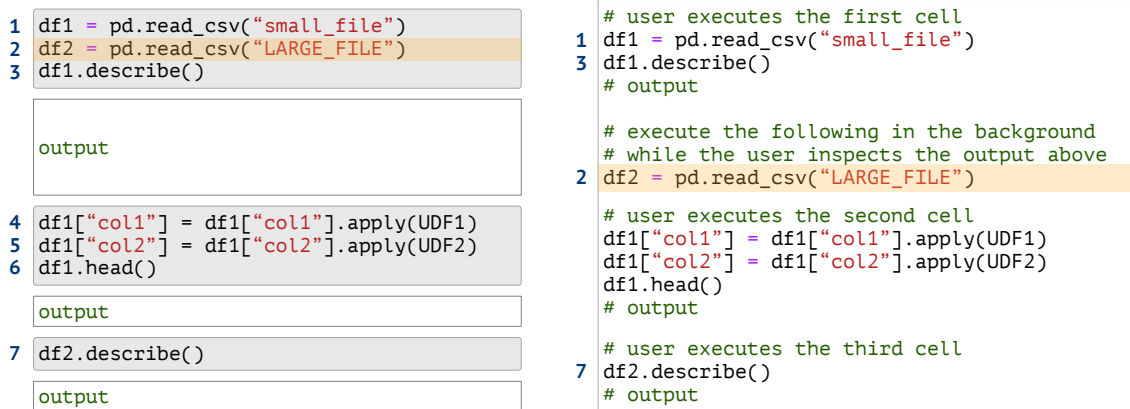 1 df1 = pd.read_csv(“small_file”)
2 df2 = pd.read_csv(“LARGE_FILE”)
3 df1.describe()
output
4 df1[“col1”] = df1[“col1”].apply(UDF1)
5 df1[“col2”] = df1[“col2”].apply(UDF2)
6 df1.head()
output
7 df2.describe()
output
# user executes the first cell
1 df1 = pd.read_csv(“small_file”)
3 df1.describe()
# output
# execute the following in the background
# while the user inspects the output above
2 df2 = pd.read_csv(“LARGE_FILE”)
# user executes the second cell
df1[“col1”] = df1[“col1”].apply(UDF1)
df1[“col2”] = df1[“col2”].apply(UDF2)
df1.head()
# output
# user executes the third cell
7 df2.describe()
# output